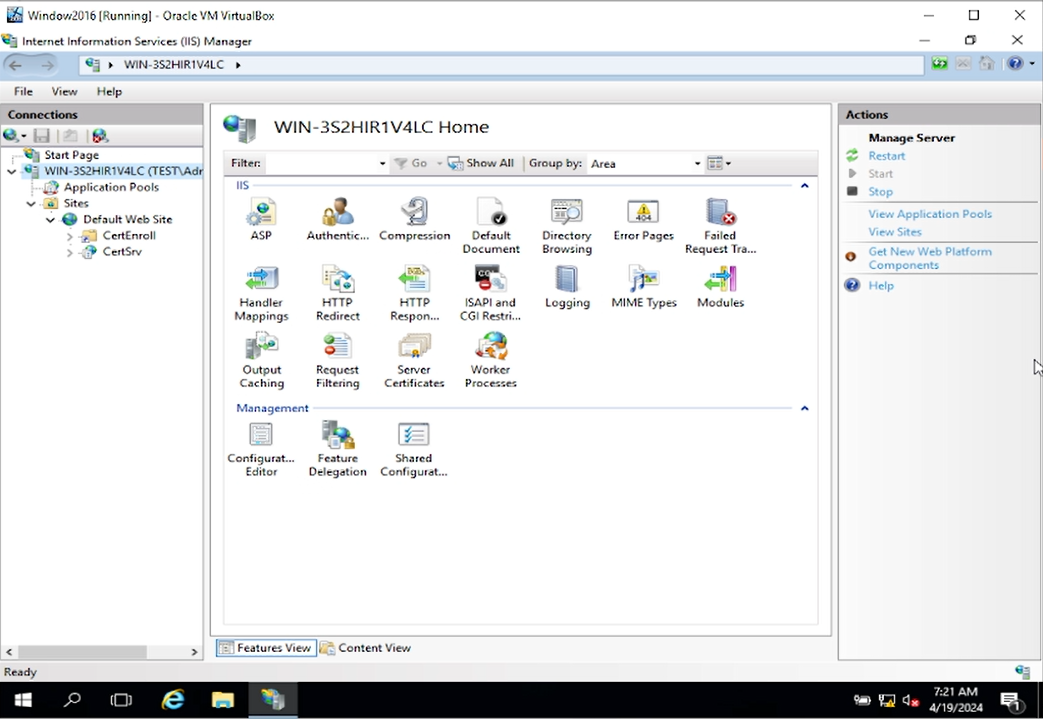 Window2016 [Running] - Oracle VM VirtualBox
Internet Information Services (IIS) Manager
WIN-3S2HIR1V4LC
File View Help
Connections
Start Page
WIN-3S2HIR1V4LC (TEST\Adr
Application Pools
Sites
Default Web Site
CertEnroll
CertSrv
WIN-3S2HIR1V4LC Home
Filter: Go Show All Group by: Area
IIS
ASP
Authentic...
Compression
Default
Document
Directory
Browsing
Error Pages
Failed
Request Tra...
Handler
Mappings
HTTP
Redirect
HTTP
Respon...
ISAPI and
CGI Restri...
Logging
MIME Types
Modules
Output
Caching
Request
Filtering
Server
Certificates
Worker
Processes
Management
Configurat...
Editor
Feature
Delegation
Shared
Configurat...
Features View
Content View
Actions
Manage Server
Restart
Start
Stop
View Application Pools
View Sites
Get New Web Platform
Components
Help
Ready
7:21 AM
4/19/2024
1